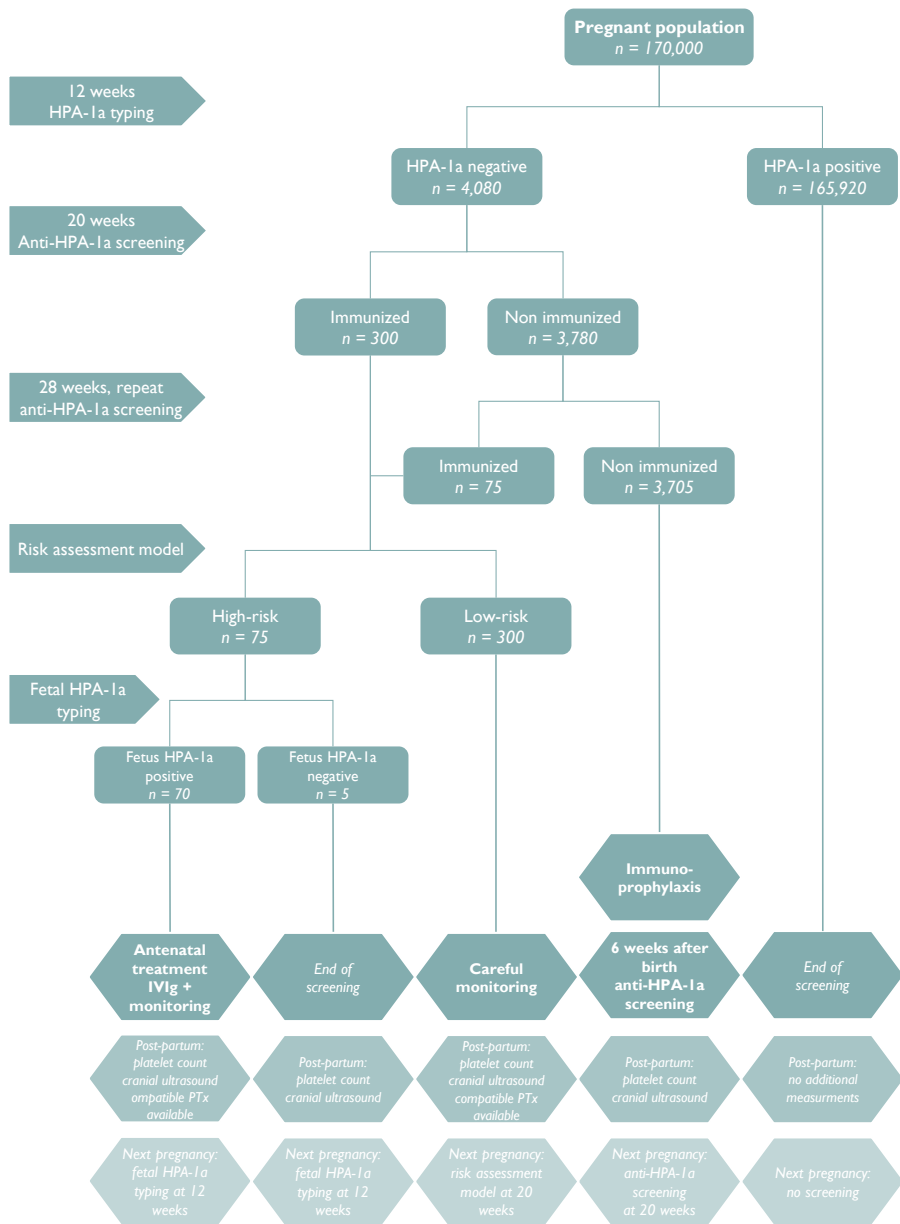 Pregnant population
n = 170,000
12 weeks
HPA-1a typing
HPA-1a negative
n = 4,080
HPA-1a positive
n = 165,920
20 weeks
Anti-HPA-1a screening
Immunized
n = 300
Non immunized
n = 3,780
28 weeks, repeat
anti-HPA-1a screening
Immunized
n = 75
Non immunized
n = 3,705
Risk assessment model
High-risk
n = 75
Low-risk
n = 300
Fetal HPA-1a
typing
Fetus HPA-1a
positive
n = 70
Fetus HPA-1a
negative
n = 5
Immuno-
prophylaxis
Antenatal
treatment
IVIg +
monitoring
End of
screening
Careful
monitoring
6 weeks after
birth
anti-HPA-1a
screening
End of
screening
Post-partum:
platelet count
cranial ultrasound
ompatible PTx
available
Post-partum:
platelet count
cranial ultrasound
Post-partum:
platelet count
cranial ultrasound
compatible PTx
available
Post-partum:
platelet count
cranial ultrasound
Post-partum:
no additional
measurments
Next pregnancy:
fetal HPA-1a
typing at 12
weeks
Next pregnancy:
fetal HPA-1a
typing at 12
weeks
Next pregnancy:
risk assessment
model at 20
weeks
Next pregnancy:
anti-HPA-1a
screening
at 20 weeks
Next pregnancy:
no screening